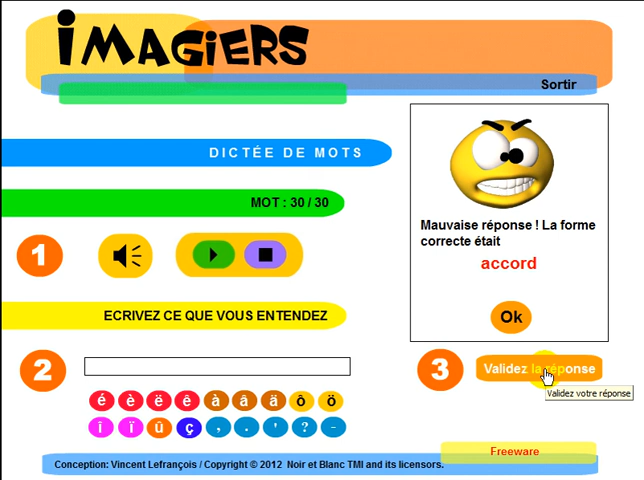 iMAGiERS
Sortir
DICTÉE DE MOTS
MOT : 30 / 30
Mauvaise réponse ! La forme
correcte était
accord
Ok
1
ECRIVEZ CE QUE VOUS ENTENDEZ
2
3
Validez la réponse
Validez votre réponse
é è ë ê à â ä ô ö
î ï û ç , . ' ? -
Freeware
Conception: Vincent Lefrançois / Copyright © 2012 Noir et Blanc TMI and its licensors.